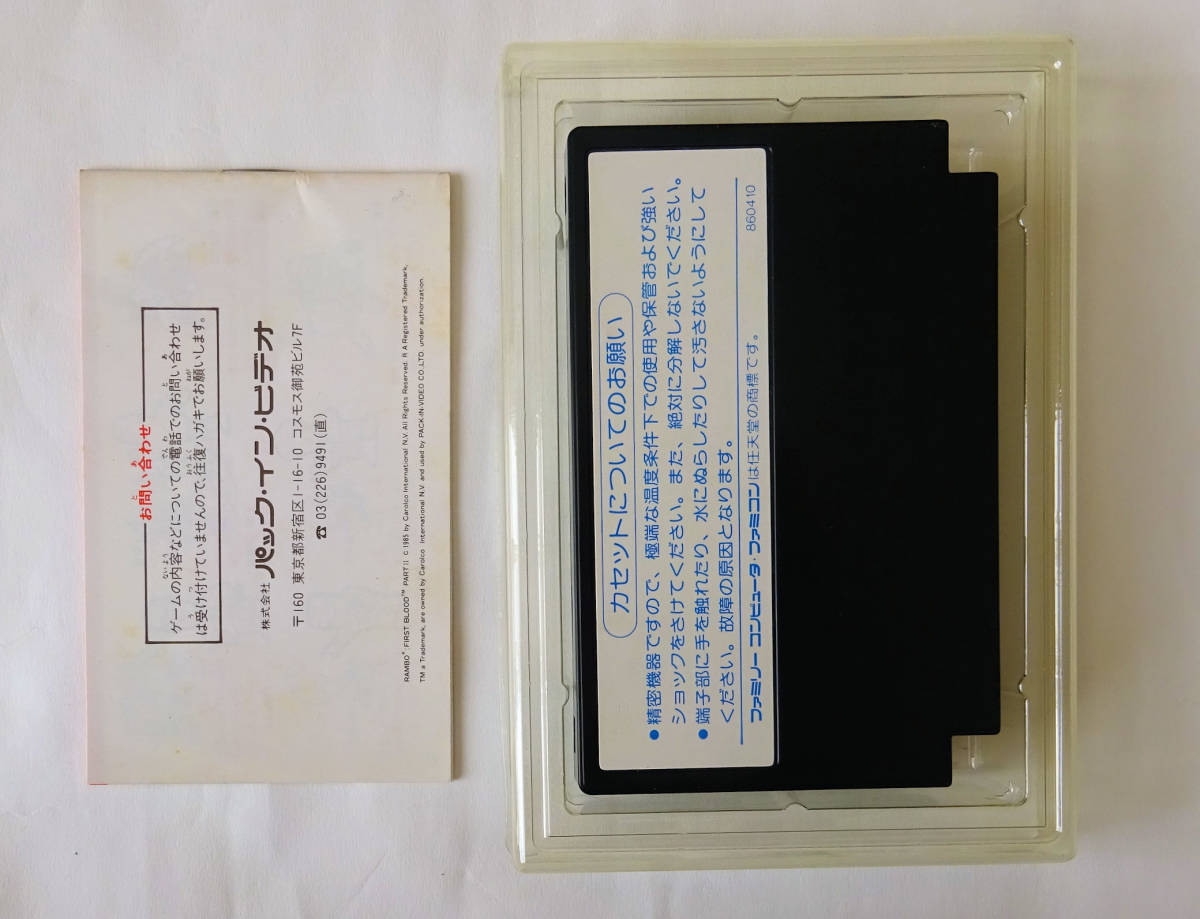 お問い合わせ
ゲームの内容などについての電話でのお問い合わせ
は受け付けていませんので、往復ハガキでお願いします。
株式会社 パック・イン・ビデオ
〒160 東京都新宿区1-16-10 コスモス御苑ビル7F
☎ 03(226)9491(直)
RAMBO® :FIRST BLOOD™ PART II © 1985 by Carolco International N.V. All Rights Reserved. R A Registered Trademark,
TM a Trademark, are owned by Carolco International N.V. and used by PACK-IN-VIDEO CO.,LTD. under authorization.
カセットについてのお願い
●精密機器ですので、極端な温度条件下での使用や保管および強い
ショックをさけてください。また、絶対に分解しないでください。
●端子部に手を触れたり、水にぬらしたりして汚さないようにして
ください。故障の原因となります。
ファミリーコンピュータ・ファミコンは任天堂の商標です。 860410